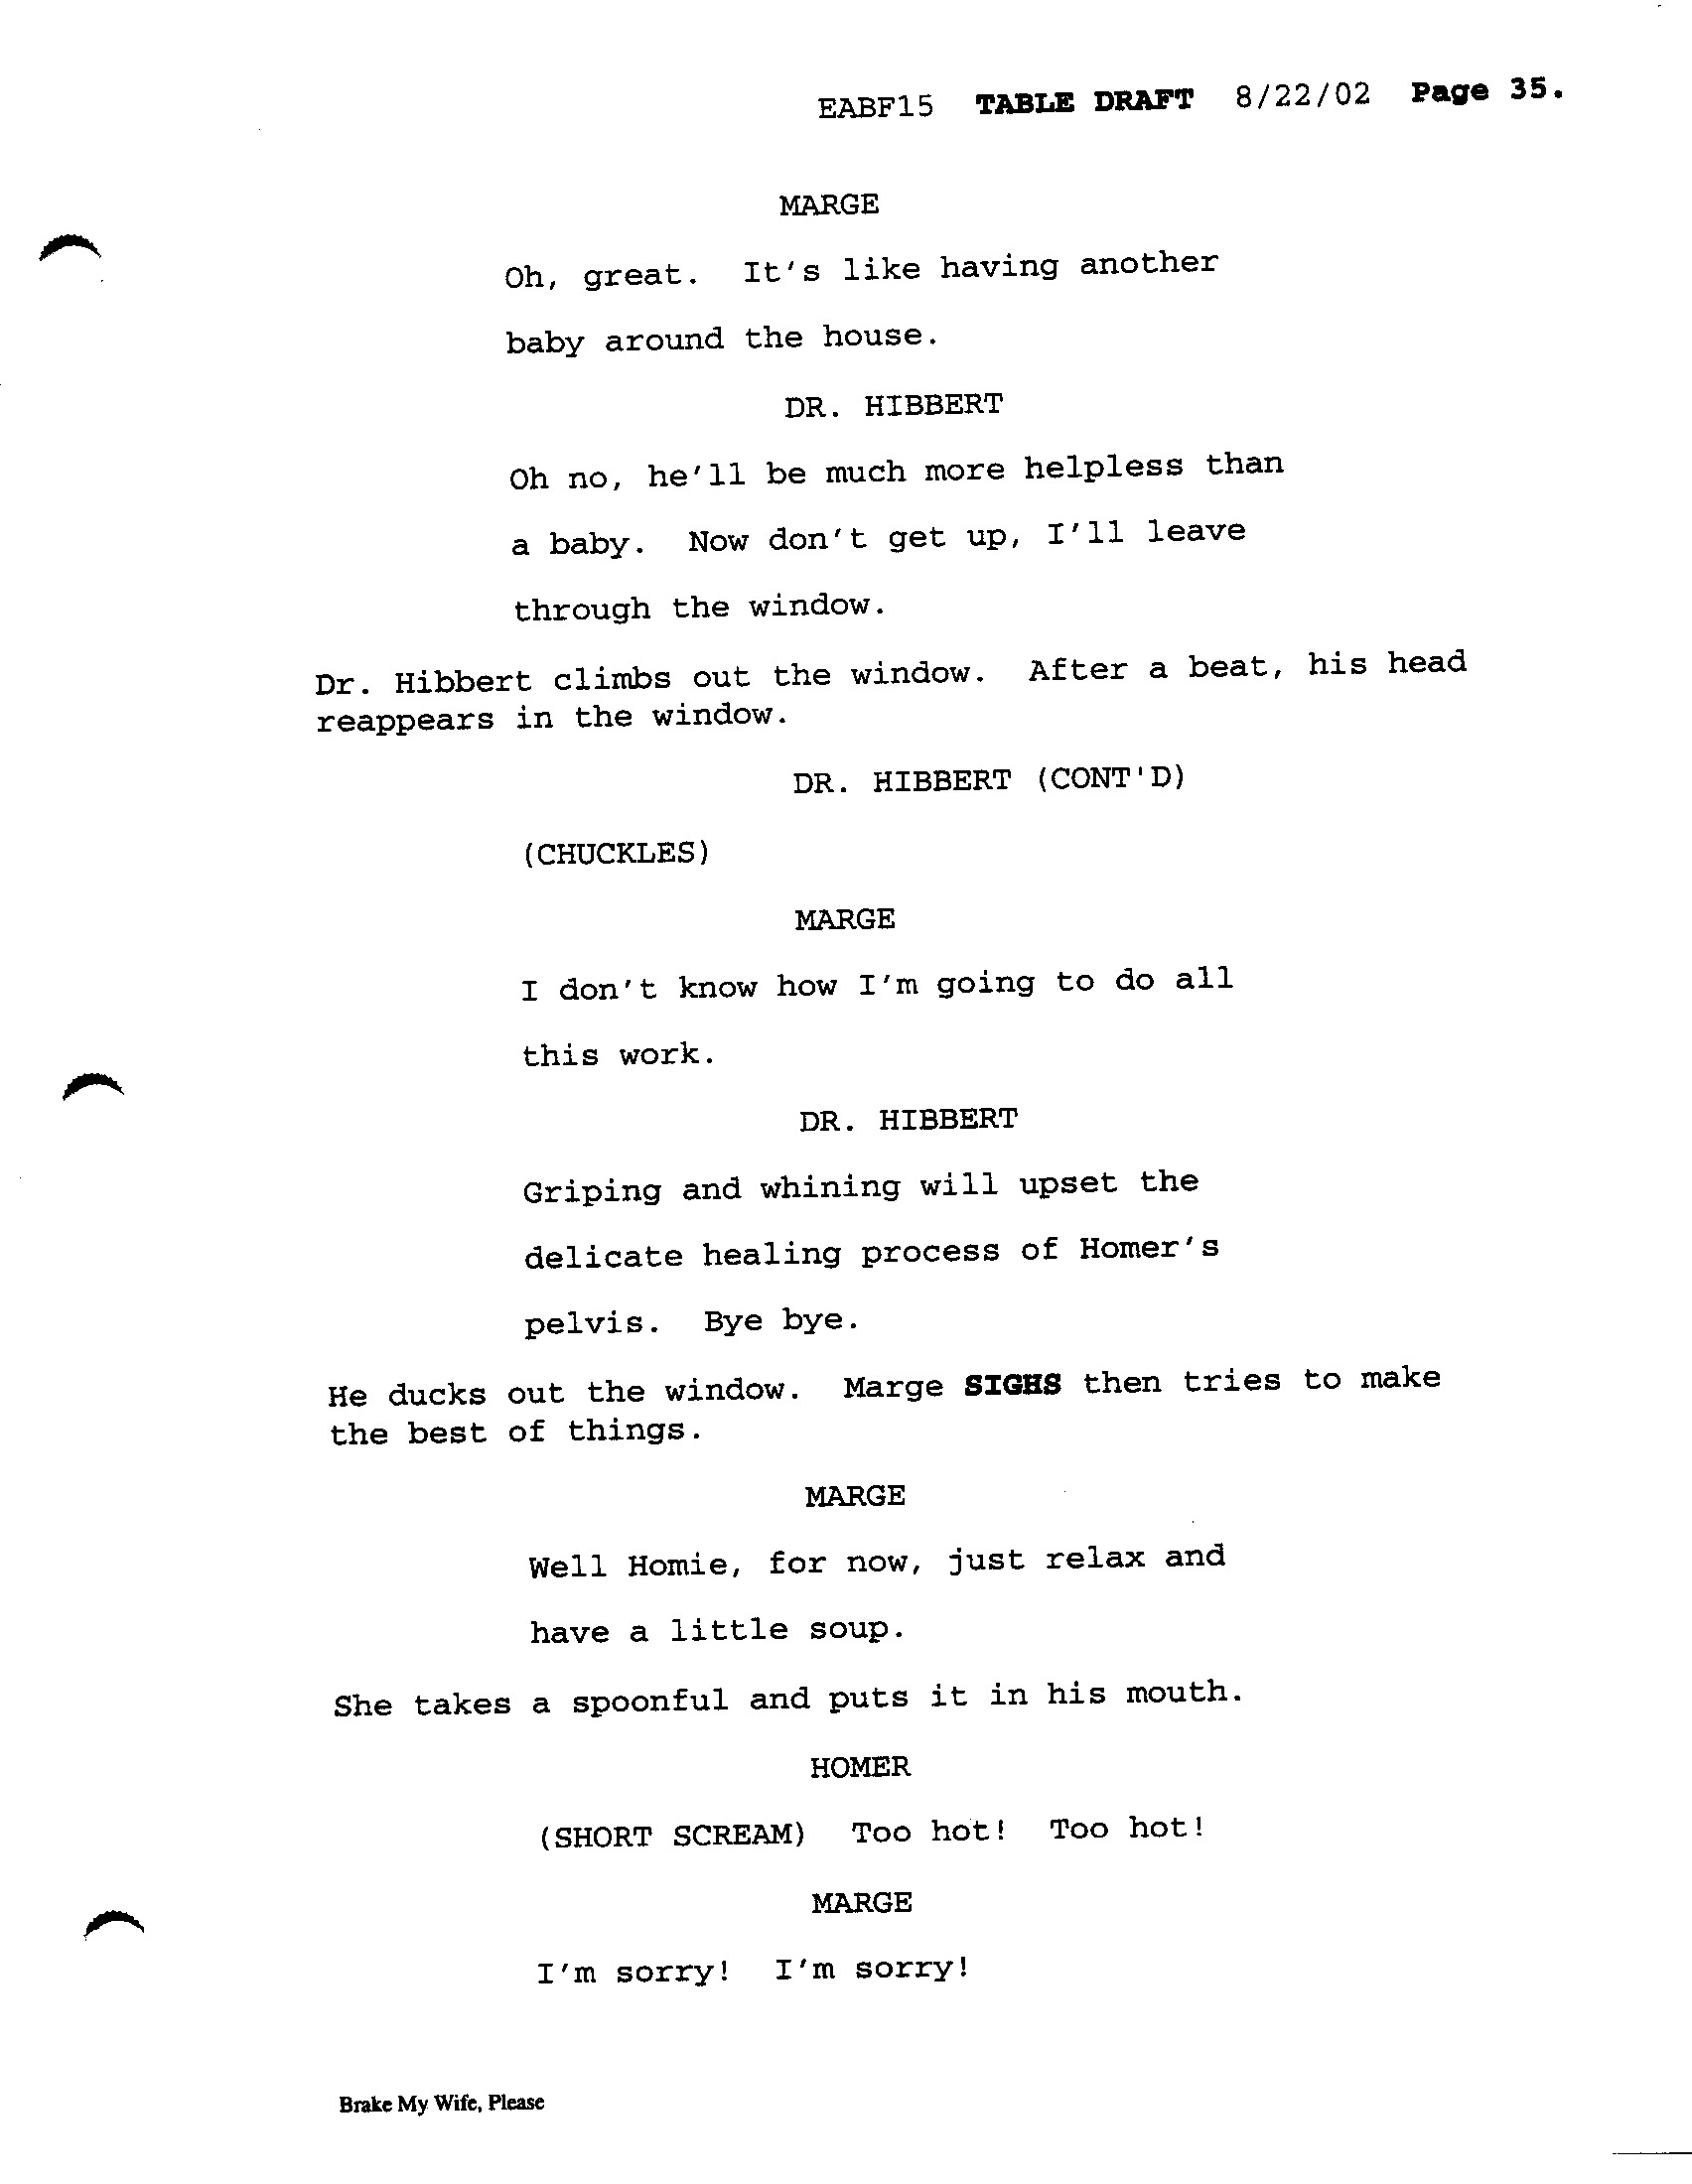 EABF15 TABLE DRAFT 8/22/02 Page 35.
MARGE
Oh, great. It's like having another
baby around the house.
DR. HIBBERT
Oh no, he'll be much more helpless than
a baby. Now don't get up, I'll leave
through the window.
Dr. Hibbert climbs out the window. After a beat, his head
reappears in the window.
DR. HIBBERT (CONT'D)
(CHUCKLES)
MARGE
I don't know how I'm going to do all
this work.
DR. HIBBERT
Griping and whining will upset the
delicate healing process of Homer's
pelvis. Bye bye.
He ducks out the window. Marge SIGHS then tries to make
the best of things.
MARGE
Well Homie, for now, just relax and
have a little soup.
She takes a spoonful and puts it in his mouth.
HOMER
(SHORT SCREAM) Too hot! Too hot!
MARGE
I'm sorry! I'm sorry!
Brake My Wife, Please